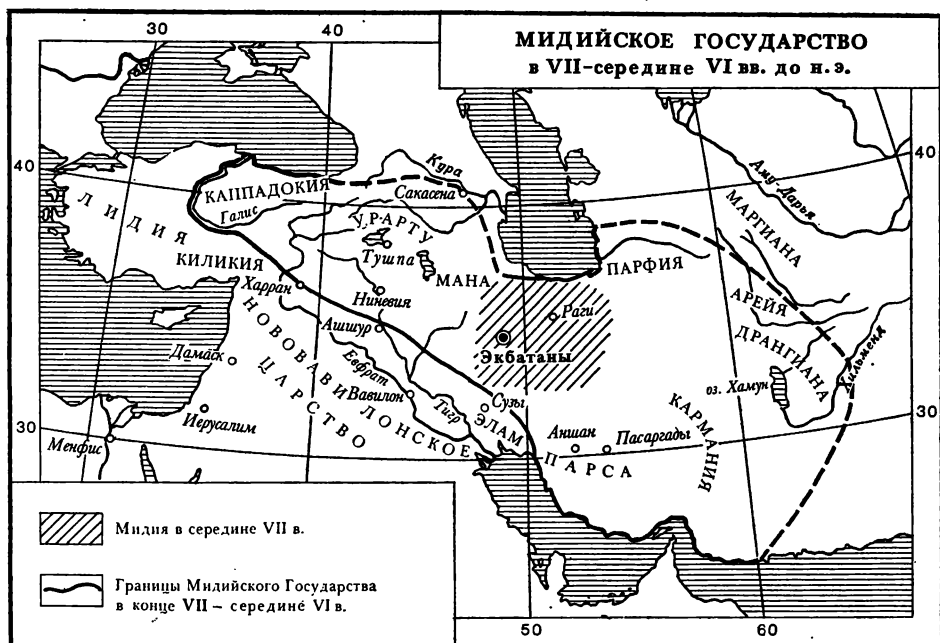 МИДИЙСКОЕ ГОСУДАРСТВО
в VII-середине VI вв. до н. э.
30
40
40
40
Кура
Сакасена
Аму-Дарья
КАППАДОКИЯ
Галис
ЛИДИЯ
УРАРТУ
Тушпа
МАРГИАНА
КИЛИКИЯ
МАНА
ПАРФИЯ
Харран
Ниневия
Раги
АРЕЙЯ
Ашшур
Экбатаны
ДРАНГИАНА
Хильменд
НОВОВАВИЛОНСКОЕ
ЦАРСТВО
Дамаск
Евфрат
Вавилон
Тигр
Сузы
оз. Хамун
Иерусалим
ЭЛАМ
КАРМАНИЯ
30
30
Мемфис
Аншан
Пасаргады
ПАРСА
Мидия в середине VII в.
Границы Мидийского Государства
в конце VII – середине VI в.
50
60